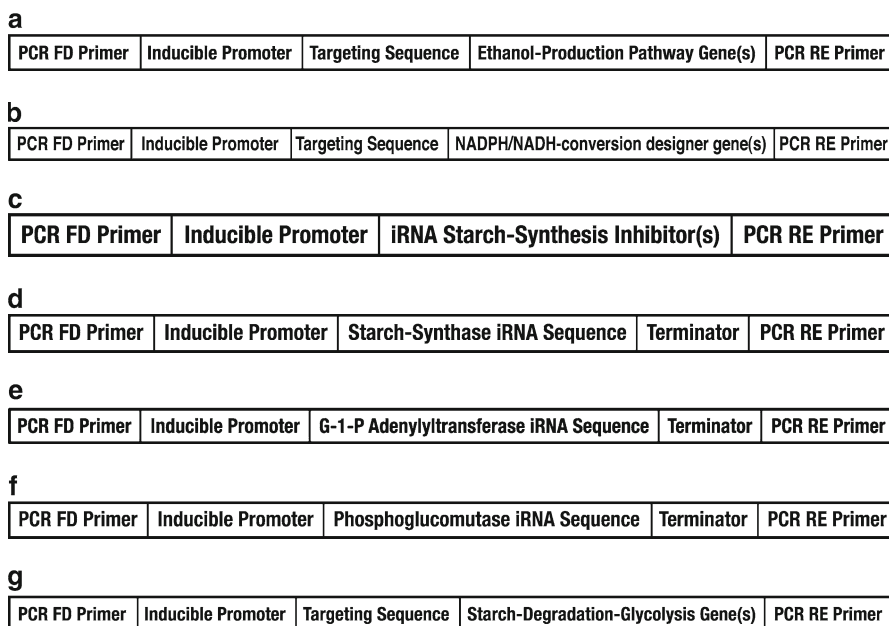 a
PCR FD Primer Inducible Promoter Targeting Sequence Ethanol-Production Pathway Gene(s) PCR RE Primer
b
PCR FD Primer Inducible Promoter Targeting Sequence NADPH/NADH-conversion designer gene(s) PCR RE Primer
c
PCR FD Primer Inducible Promoter iRNA Starch-Synthesis Inhibitor(s) PCR RE Primer
d
PCR FD Primer Inducible Promoter Starch-Synthase iRNA Sequence Terminator PCR RE Primer
e
PCR FD Primer Inducible Promoter G-1-P Adenylyltransferase iRNA Sequence Terminator PCR RE Primer
f
PCR FD Primer Inducible Promoter Phosphoglucomutase iRNA Sequence Terminator PCR RE Primer
g
PCR FD Primer Inducible Promoter Targeting Sequence Starch-Degradation-Glycolysis Gene(s) PCR RE Primer